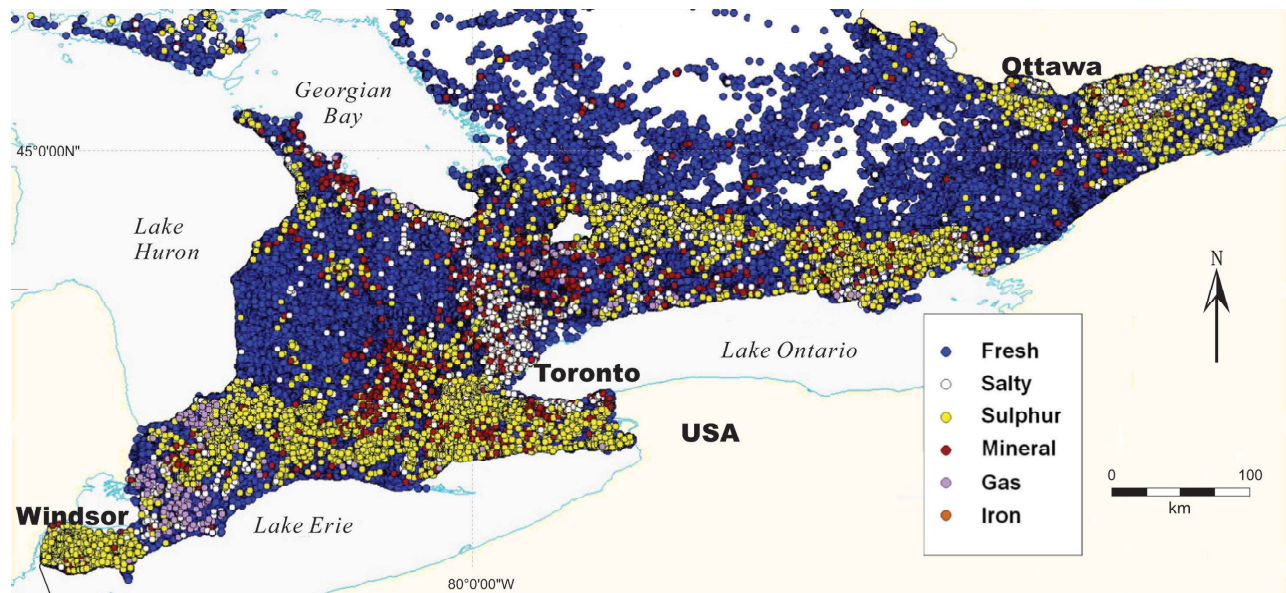 Ottawa
Georgian
Bay
45°0'00N"
Lake
Huron
N
Fresh
Salty
Sulphur
Mineral
Gas
Iron
Lake Ontario
Toronto
USA
0 100
km
Windsor
Lake Erie
80°0'00"W